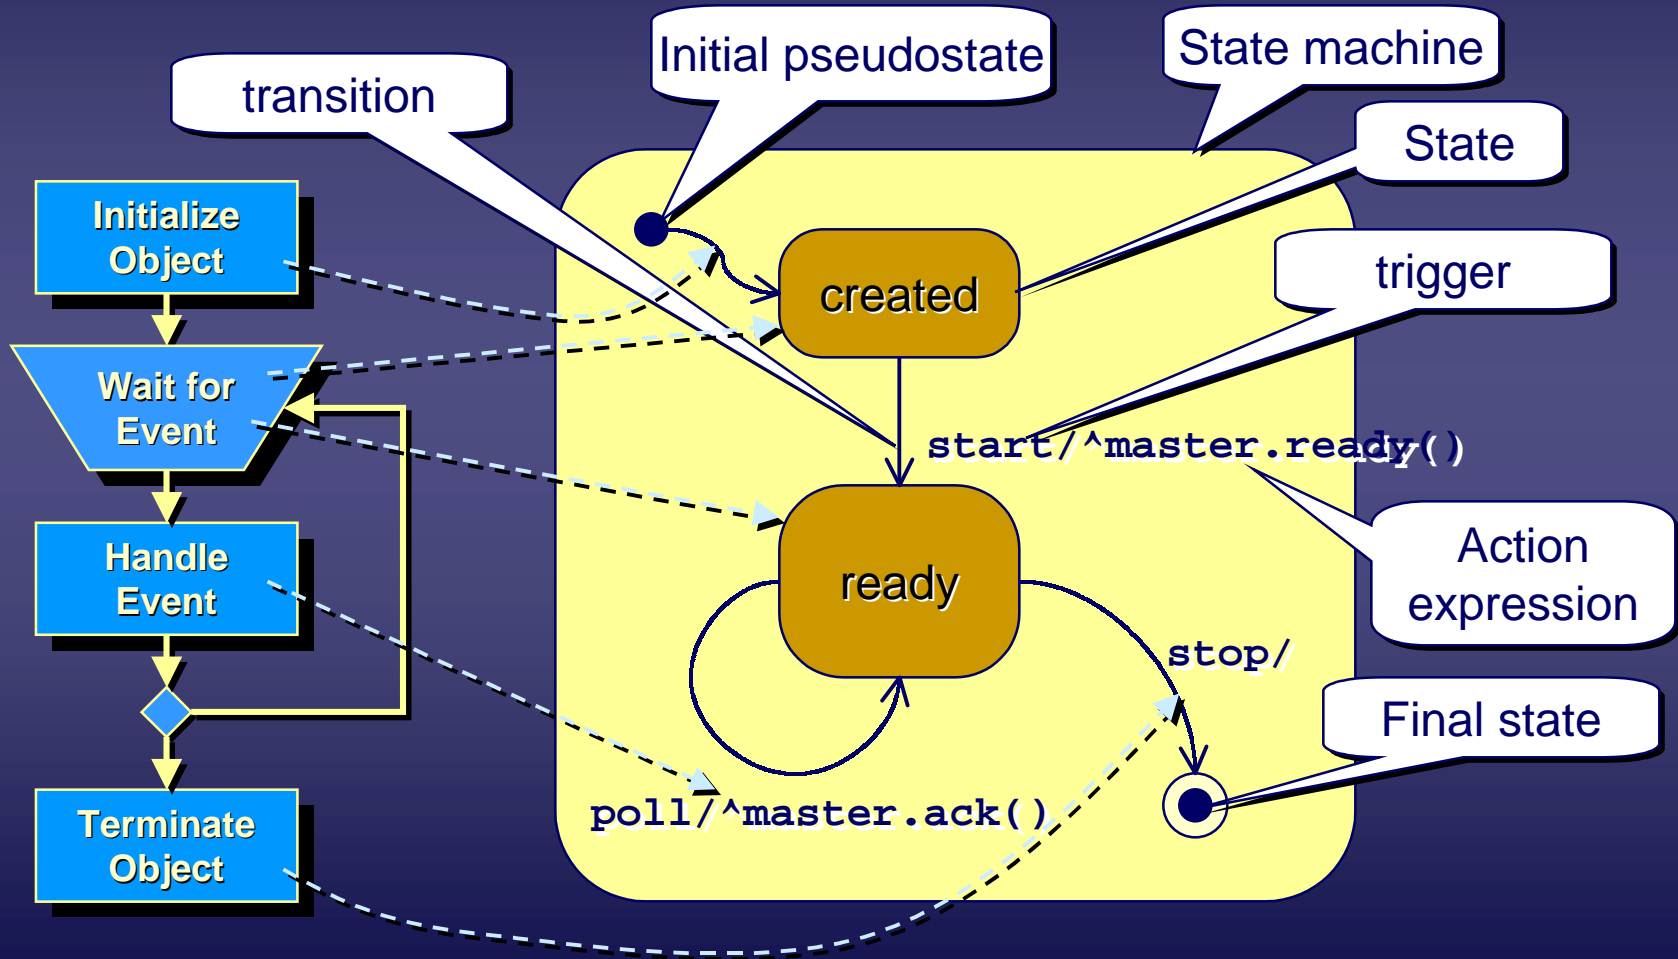 Initial pseudostate
State machine
transition
State
Initialize
Object
created
trigger
Wait for
Event
start/^master.ready()
Handle
Event
ready
Action
expression
stop/
Final state
poll/^master.ack()
Terminate
Object